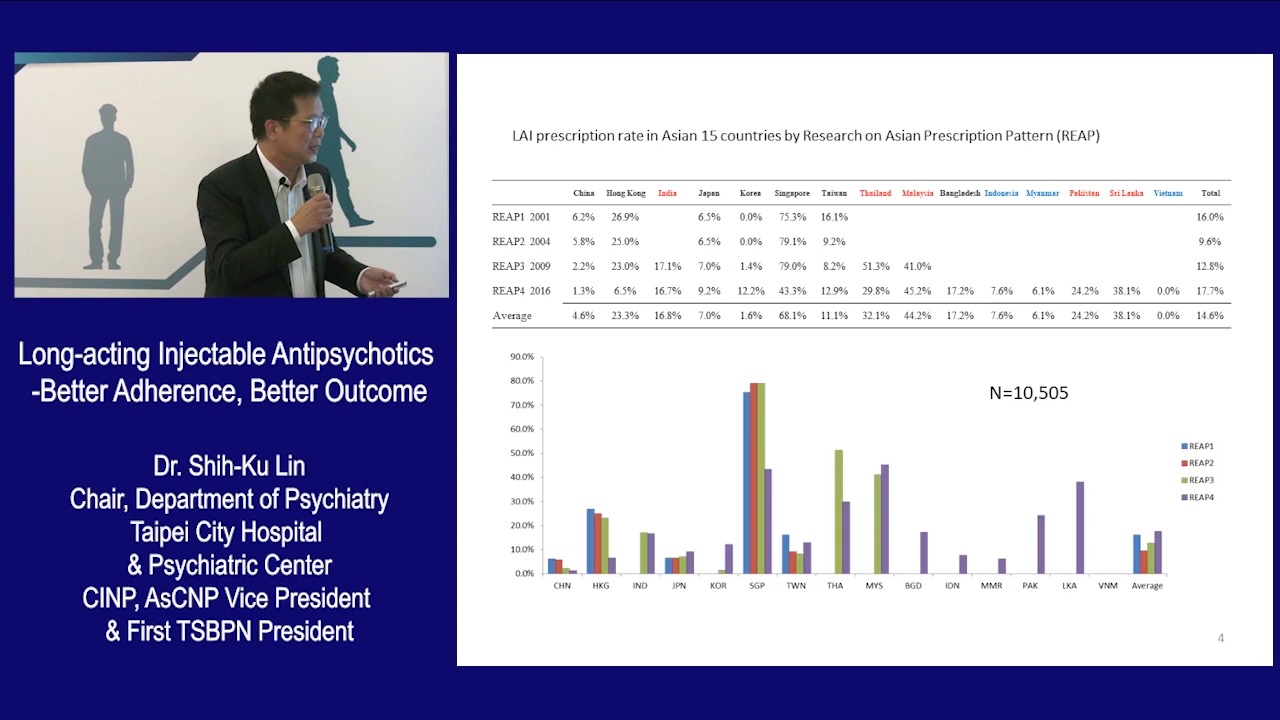 Long-acting Injectable Antipsychotics
-Better Adherence, Better Outcome
Dr. Shih-Ku Lin
Chair, Department of Psychiatry
Taipei City Hospital
& Psychiatric Center
CINP, AsCNP Vice President
& First TSBPN President
LAI prescription rate in Asian 15 countries by Research on Asian Prescription Pattern (REAP)
China Hong Kong India Japan Korea Singapore Taiwan Thailand Malaysia Bangladesh Indonesia Myanmar Pakistan Sri Lanka Vietnam Total
REAP1 2001 6.2% 26.9% 6.5% 0.0% 75.3% 16.1% 16.0%
REAP2 2004 5.8% 25.0% 6.5% 0.0% 79.1% 9.2% 9.6%
REAP3 2009 2.2% 23.0% 17.1% 7.0% 1.4% 79.0% 8.2% 51.3% 41.0% 12.8%
REAP4 2016 1.3% 6.5% 16.7% 9.2% 12.2% 43.3% 12.9% 29.8% 45.2% 17.2% 7.6% 6.1% 24.2% 38.1% 0.0% 17.7%
Average 4.6% 23.3% 16.8% 7.0% 1.6% 68.1% 11.1% 32.1% 44.2% 17.2% 7.6% 6.1% 24.2% 38.1% 0.0% 14.6%
90.0%
80.0%
70.0%
60.0%
50.0%
40.0%
30.0%
20.0%
10.0%
0.0%
N=10,505
REAP1
REAP2
REAP3
REAP4
CHN HKG IND JPN KOR SGP TWN THA MYS BGD IDN MMR PAK LKA VNM Average
4